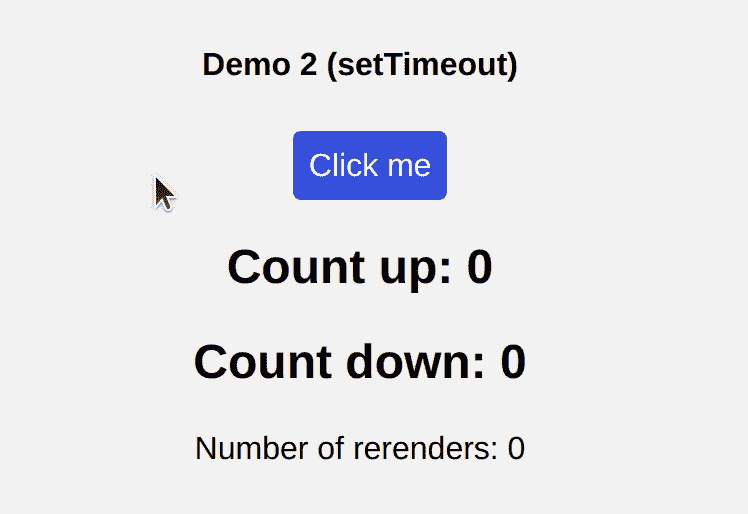 Demo 2 (setTimeout)
Click me
Count up: 0
Count down: 0
Number of rerenders: 0